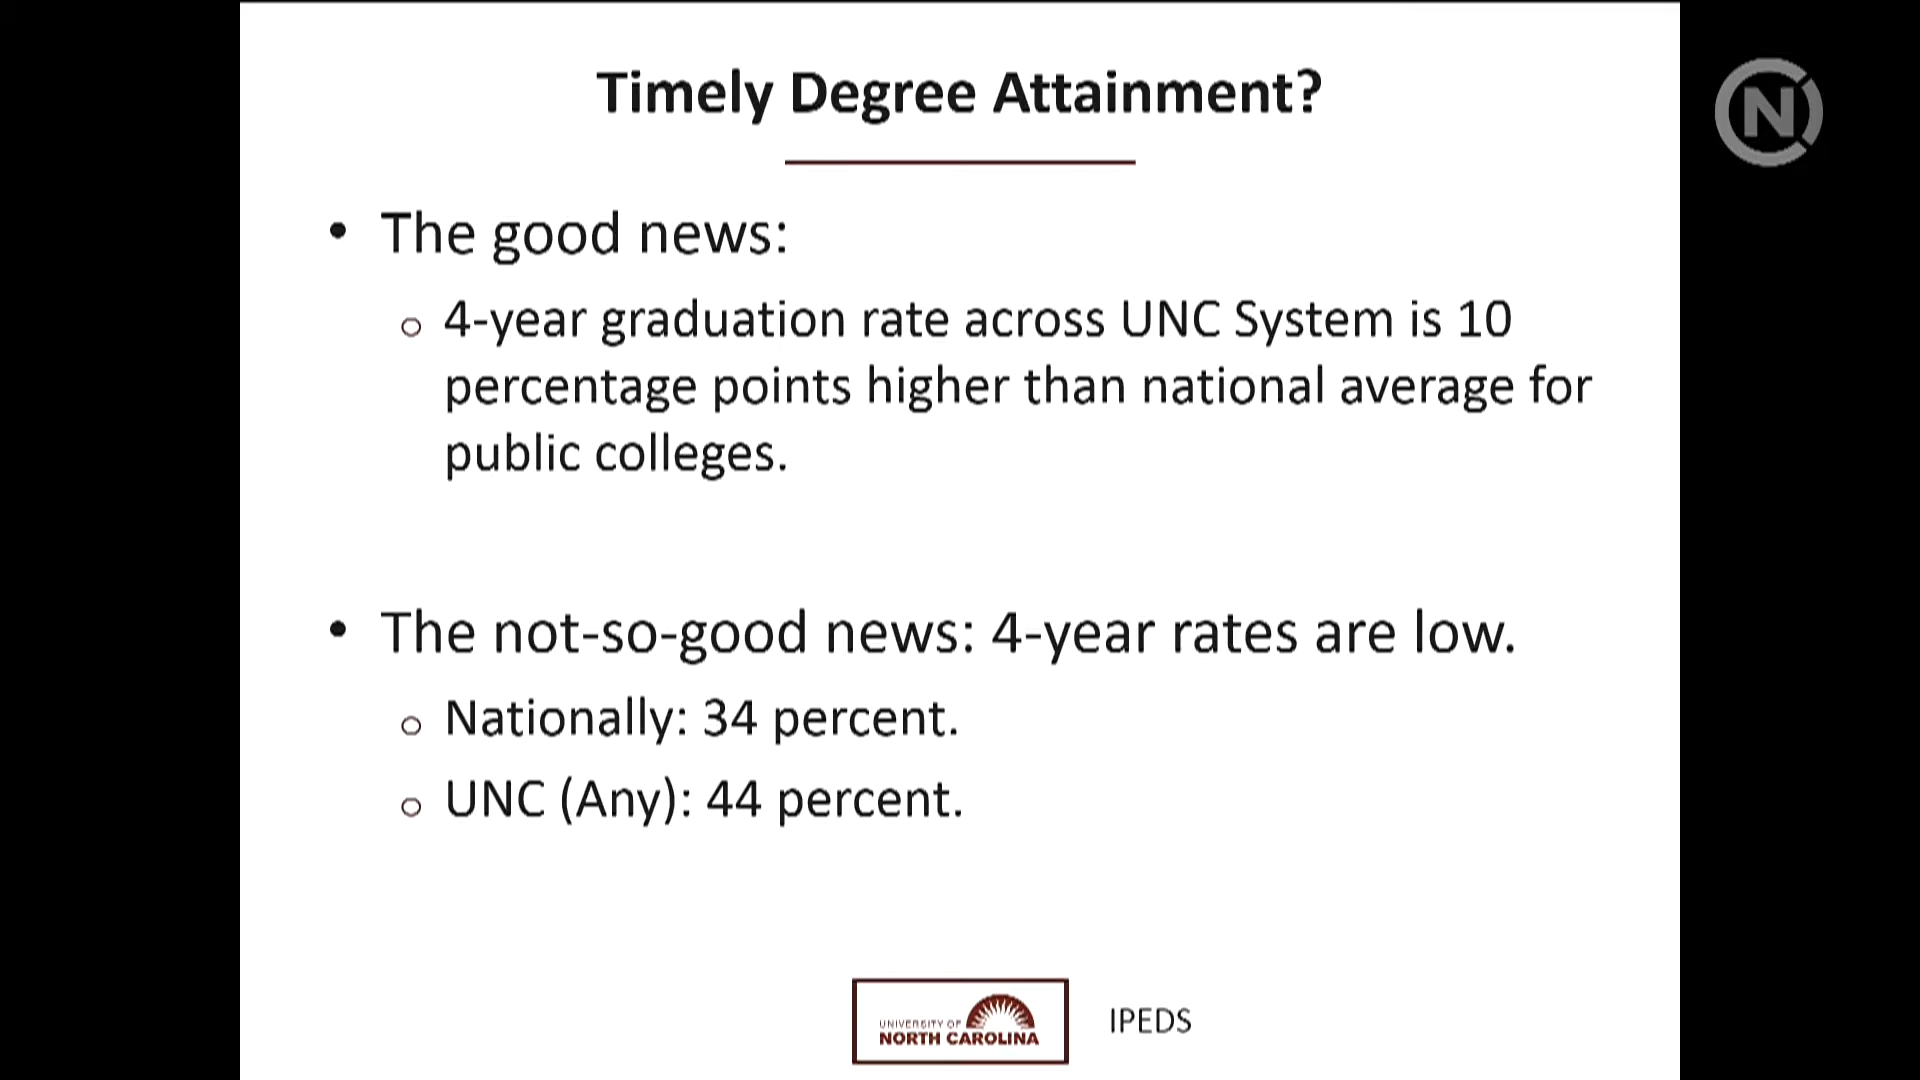 Timely Degree Attainment?
• The good news:
o 4-year graduation rate across UNC System is 10
percentage points higher than national average for
public colleges.
• The not-so-good news: 4-year rates are low.
o Nationally: 34 percent.
o UNC (Any): 44 percent.
UNIVERSITY OF
NORTH CAROLINA
IPEDS
N